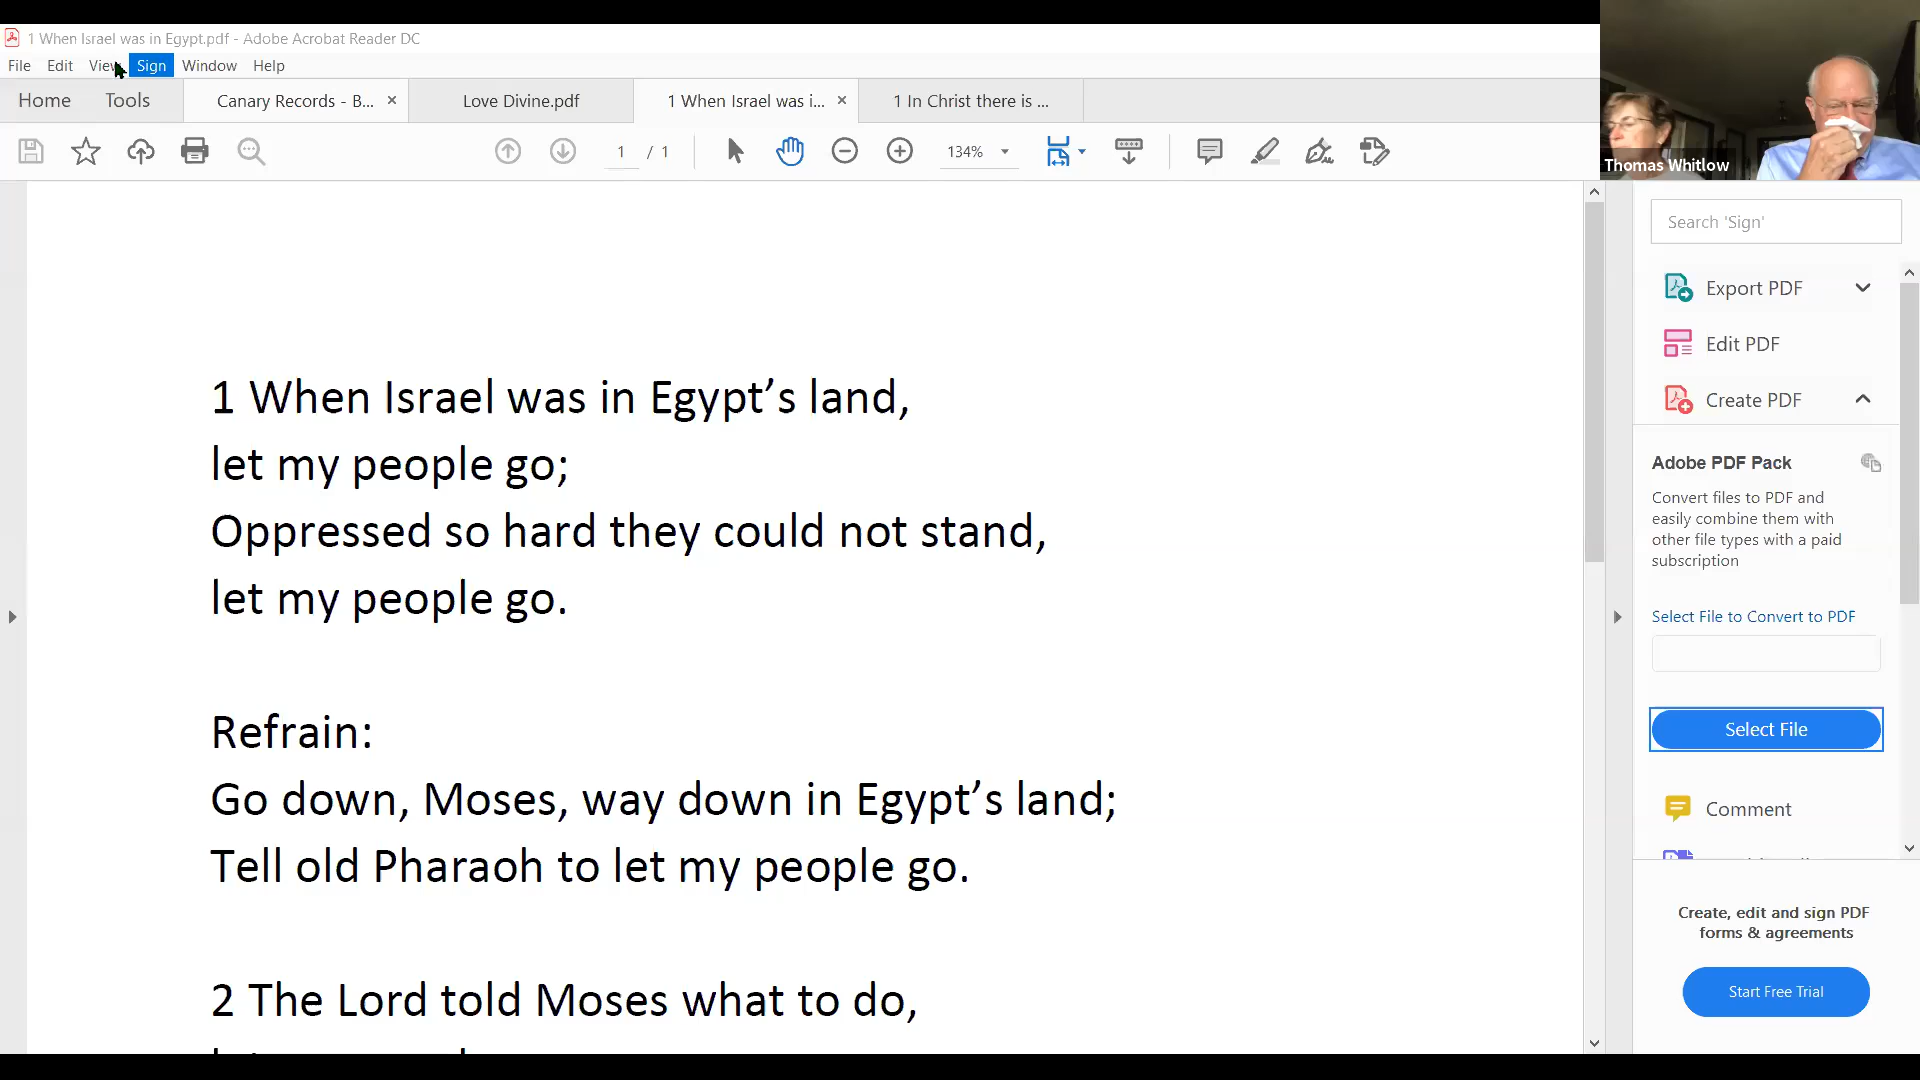 1 When Israel was in Egypt.pdf - Adobe Acrobat Reader DC
File Edit View Sign Window Help
Home Tools Canary Records - B... Love Divine.pdf 1 When Israel was i... 1 In Christ there is ...
1 / 1 134%
Thomas Whitlow
Search 'Sign'
Export PDF
Edit PDF
Create PDF
Adobe PDF Pack
Convert files to PDF and
easily combine them with
other file types with a paid
subscription
Select File to Convert to PDF
Select File
Comment
Create, edit and sign PDF
forms & agreements
Start Free Trial
1 When Israel was in Egypt’s land,
let my people go;
Oppressed so hard they could not stand,
let my people go.
Refrain:
Go down, Moses, way down in Egypt’s land;
Tell old Pharaoh to let my people go.
2 The Lord told Moses what to do,